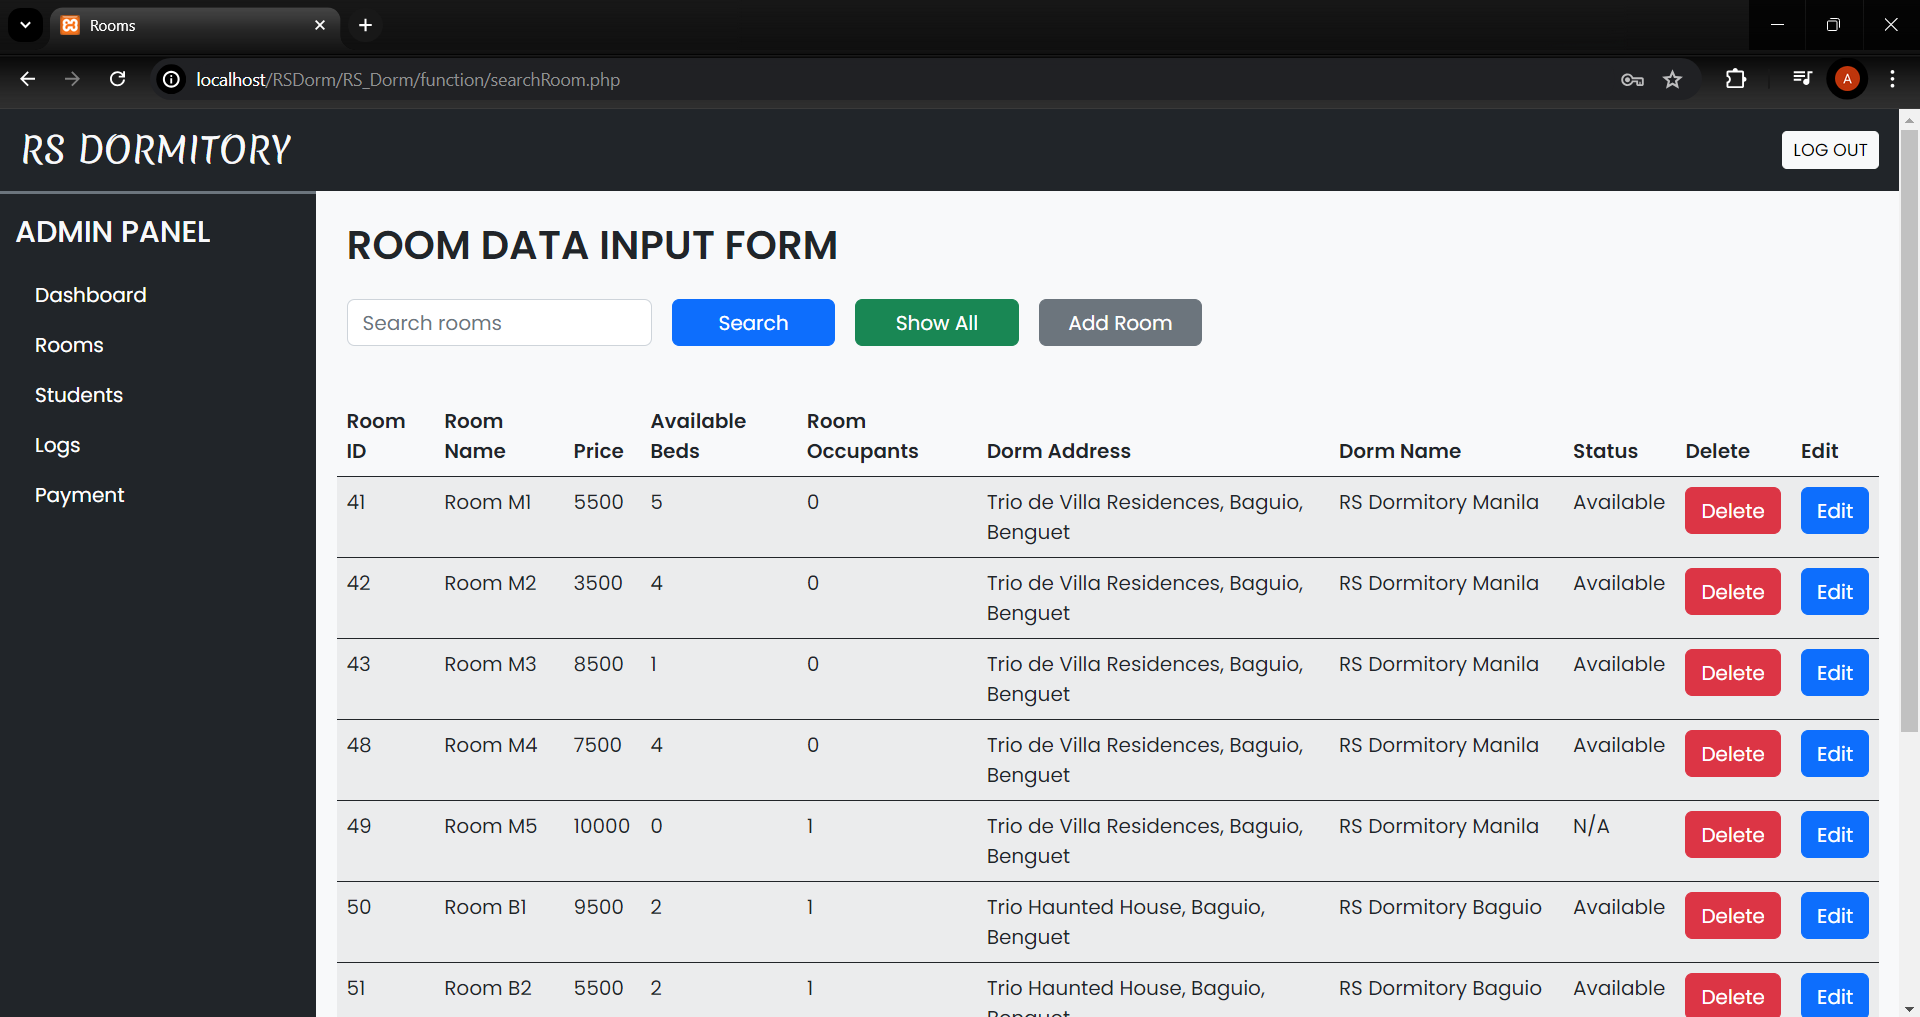 Rooms
localhost/RSDorm/RS_Dorm/function/searchRoom.php
A
RS DORMITORY
LOG OUT
ADMIN PANEL
Dashboard
Rooms
Students
Logs
Payment
ROOM DATA INPUT FORM
Search rooms
Search
Show All
Add Room
Room ID Room Name Price Available Beds Room Occupants Dorm Address Dorm Name Status Delete Edit
41 Room M1 5500 5 0 Trio de Villa Residences, Baguio, RS Dormitory Manila Available Delete Edit
Benguet
42 Room M2 3500 4 0 Trio de Villa Residences, Baguio, RS Dormitory Manila Available Delete Edit
Benguet
43 Room M3 8500 1 0 Trio de Villa Residences, Baguio, RS Dormitory Manila Available Delete Edit
Benguet
48 Room M4 7500 4 0 Trio de Villa Residences, Baguio, RS Dormitory Manila Available Delete Edit
Benguet
49 Room M5 10000 0 1 Trio de Villa Residences, Baguio, RS Dormitory Manila N/A Delete Edit
Benguet
50 Room B1 9500 2 1 Trio Haunted House, Baguio, RS Dormitory Baguio Available Delete Edit
Benguet
51 Room B2 5500 2 1 Trio Haunted House, Baguio, RS Dormitory Baguio Available Delete Edit